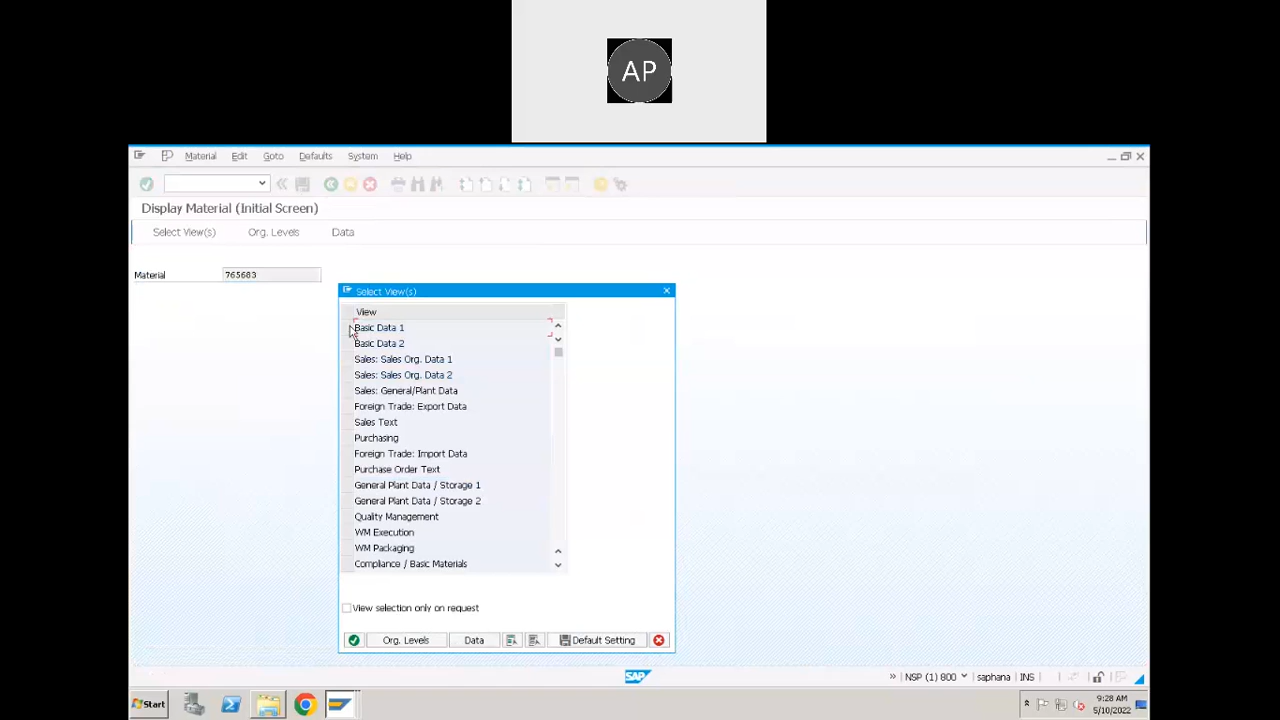 AP
Material Edit Goto Defaults System Help
Display Material (Initial Screen)
Select View(s) Org. Levels Data
Material 765683
Select View(s)
View
Basic Data 1
Basic Data 2
Sales: Sales Org. Data 1
Sales: Sales Org. Data 2
Sales: General/Plant Data
Foreign Trade: Export Data
Sales Text
Purchasing
Foreign Trade: Import Data
Purchase Order Text
General Plant Data / Storage 1
General Plant Data / Storage 2
Quality Management
WM Execution
WM Packaging
Compliance / Basic Materials
View selection only on request
Org. Levels Data Default Setting
SAP
» NSP (1) 800 saphana INS
Start
9:28 AM
5/10/2022